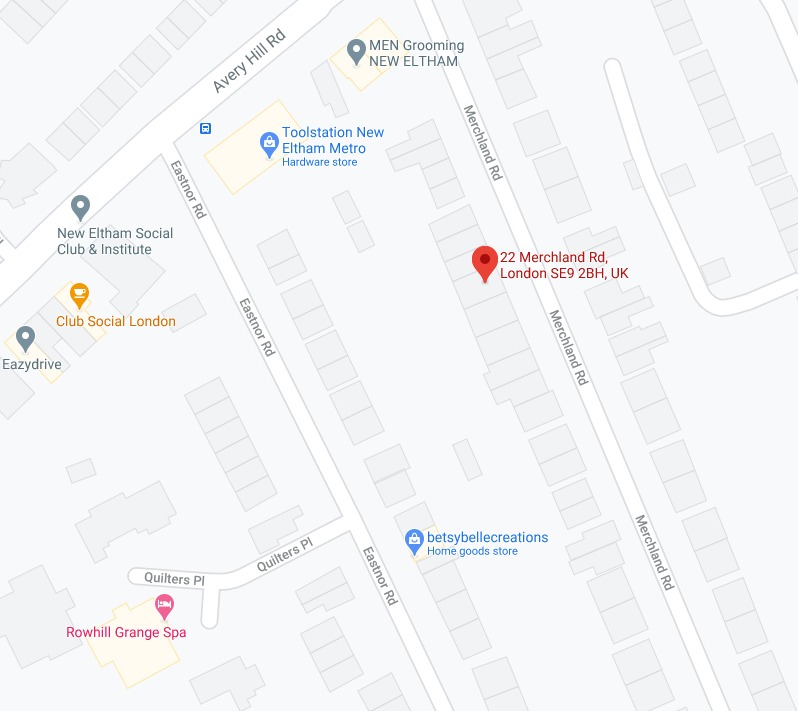 Avery Hill Rd
MEN Grooming
NEW ELTHAM
Toolstation New
Eltham Metro
Hardware store
Merchland Rd
Eastnor Rd
New Eltham Social
Club & Institute
22 Merchland Rd,
London SE9 2BH, UK
Club Social London
Eastnor Rd
Merchland Rd
Eazydrive
betsybellecreations
Home goods store
Merchland Rd
Quilters Pl
Eastnor Rd
Quilters Pl
Rowhill Grange Spa